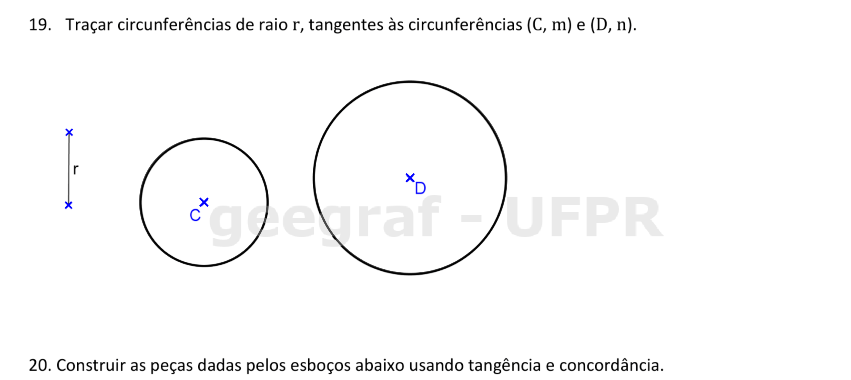 19. Traçar circunferências de raio r, tangentes às circunferências (C, m) e (D, n).
r
D
C
geegraf - UFPR
20. Construir as peças dadas pelos esboços abaixo usando tangência e concordância.